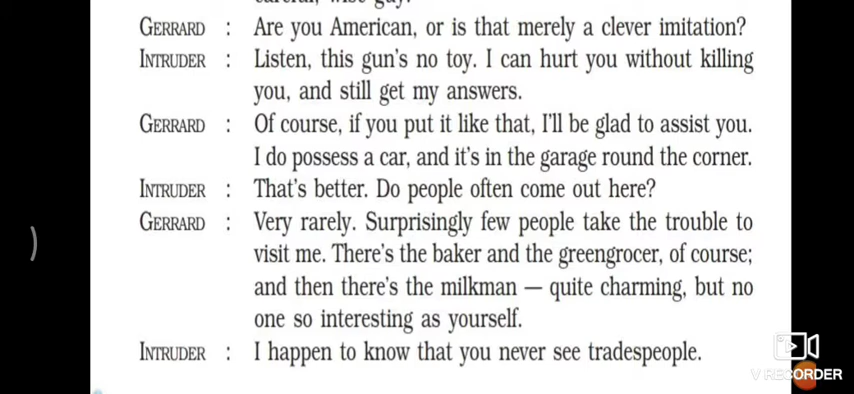 GERRARD : Are you American, or is that merely a clever imitation?
INTRUDER : Listen, this gun's no toy. I can hurt you without killing
you, and still get my answers.
GERRARD : Of course, if you put it like that, I'll be glad to assist you.
I do possess a car, and it's in the garage round the corner.
INTRUDER : That's better. Do people often come out here?
GERRARD : Very rarely. Surprisingly few people take the trouble to
visit me. There's the baker and the greengrocer, of course;
and then there's the milkman — quite charming, but no
one so interesting as yourself.
INTRUDER : I happen to know that you never see tradespeople.
V RECORDER